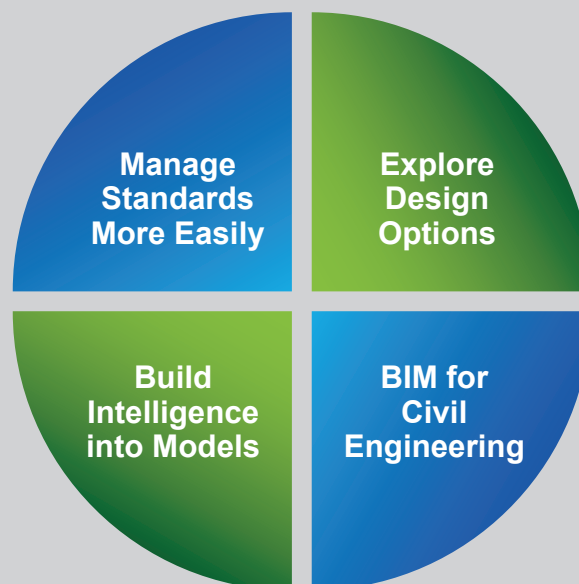 Manage
Standards
More Easily
Explore
Design
Options
Build
Intelligence
into Models
BIM for
Civil
Engineering